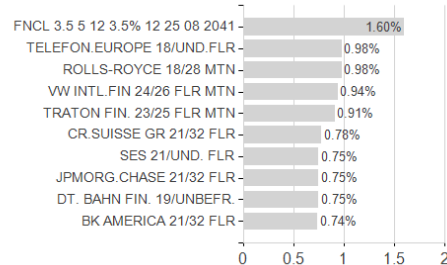 FNCL 3.5 5 12 3.5% 12 25 08 2041 1.60%
TELEFON.EUROPE 18/UND.FLR 0.98%
ROLLS-ROYCE 18/28 MTN 0.98%
VW INTL.FIN 24/26 FLR MTN 0.94%
TRATON FIN. 23/25 FLR MTN 0.91%
CR.SUISSE GR 21/32 FLR 0.78%
SES 21/UND. FLR 0.75%
JPMORG.CHASE 21/32 FLR 0.75%
DT. BAHN FIN. 19/UNBEFR. 0.75%
BK AMERICA 21/32 FLR 0.74%
0 0.5 1 1.5 2